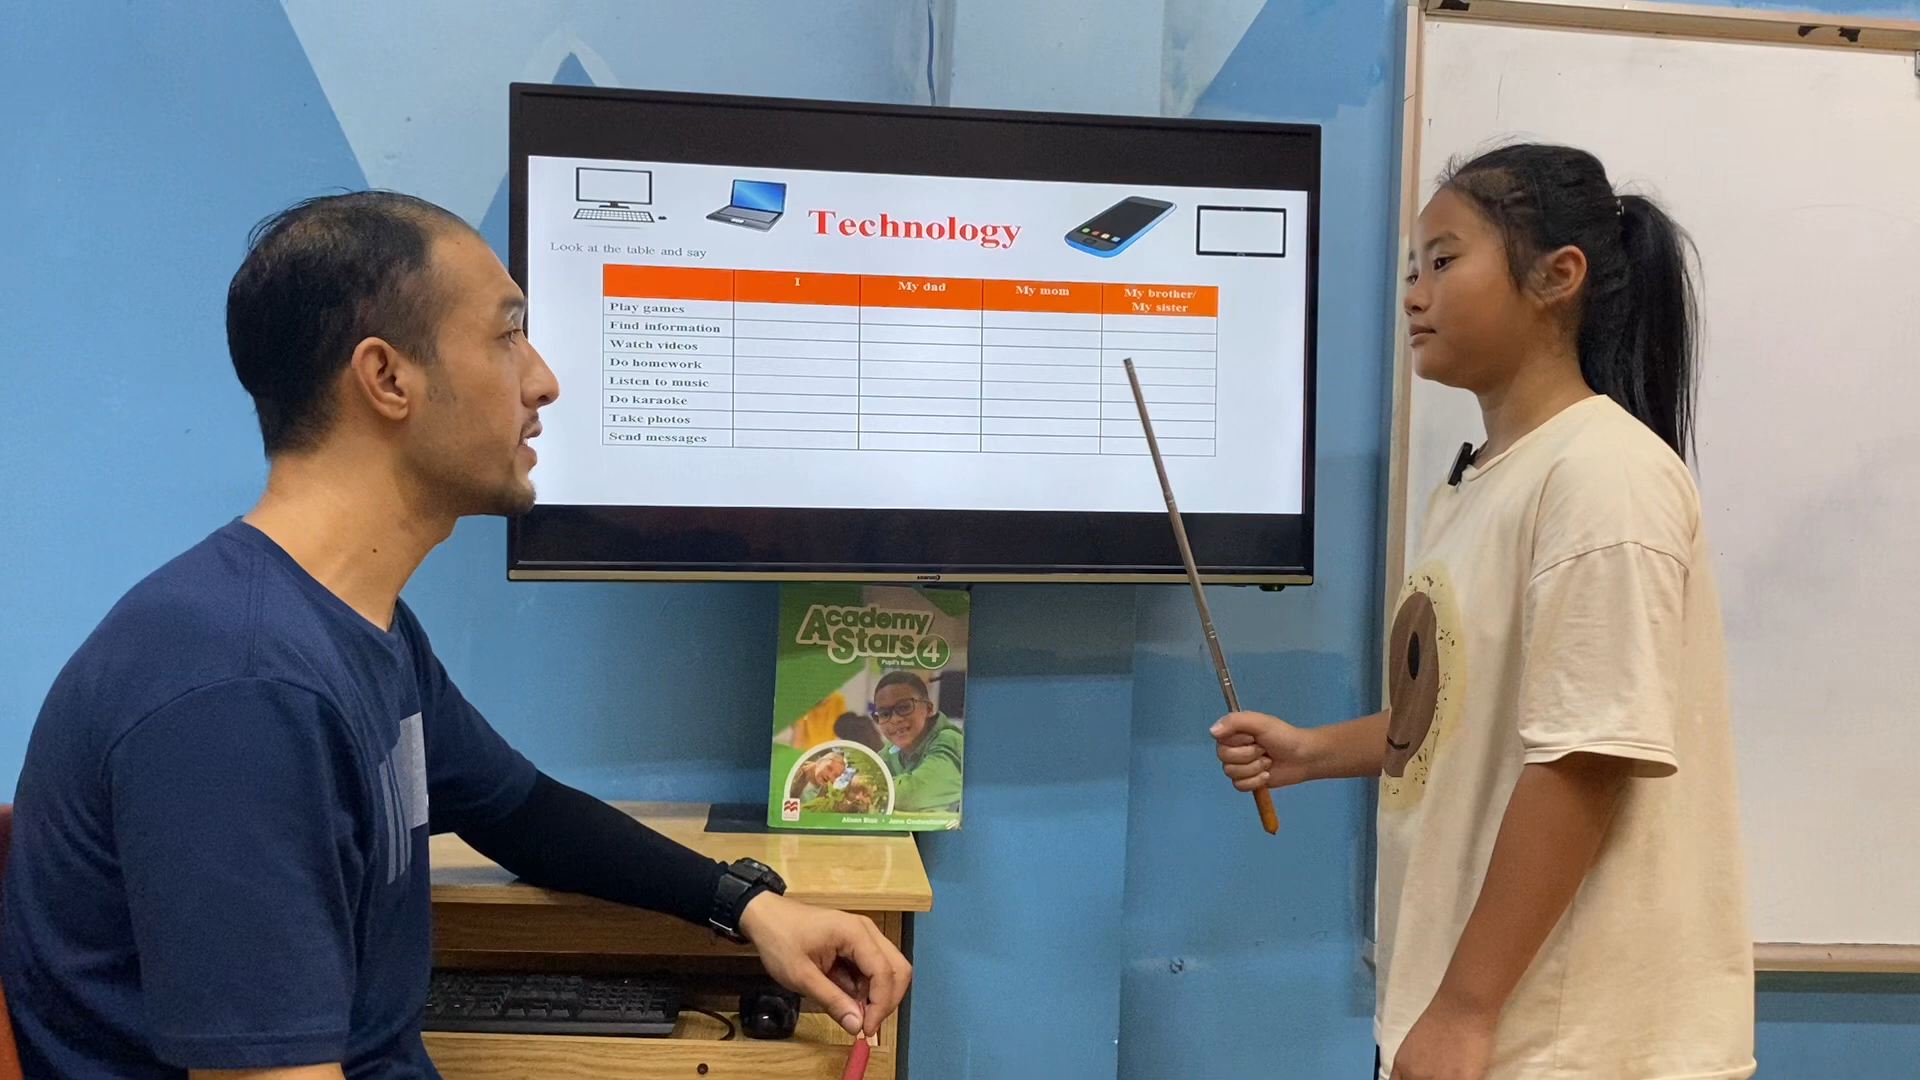 Technology
Look at the table and say
I
My dad
My mom
My brother/
My sister
Play games
Find information
Watch videos
Do homework
Listen to music
Do karaoke
Take photos
Send messages
Academy
Stars 4
Pupil's Book